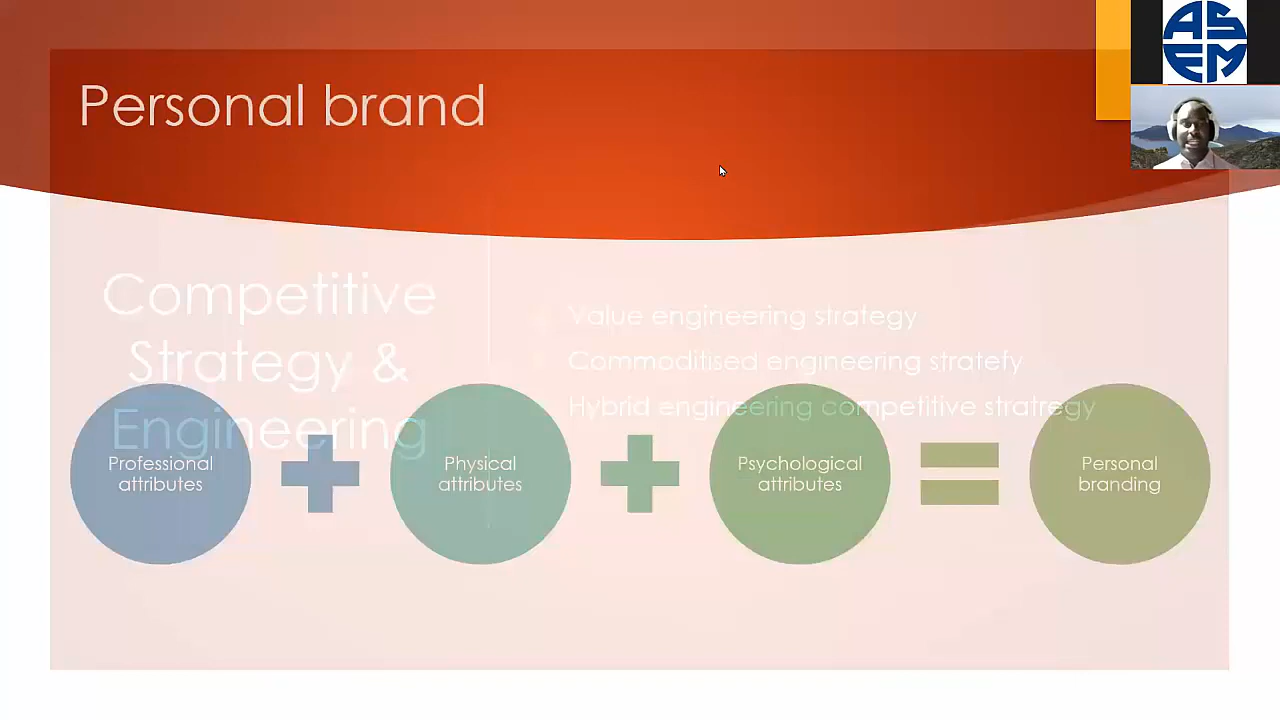 ASEM
Personal brand
Competitive
Strategy &
Engineering
Value engineering strategy
Commoditised engineering stratefy
Hybrid engineering competitive stratregy
Professional
attributes
Physical
attributes
Psychological
attributes
Personal
branding